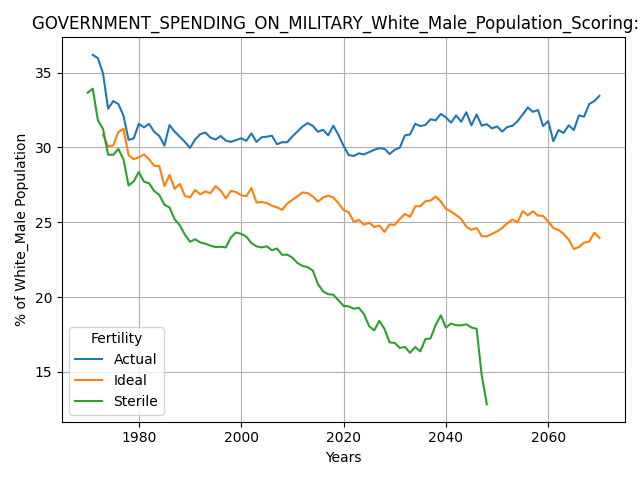 GOVERNMENT_SPENDING_ON_MILITARY_White_Male_Population_Scoring:
35
30
25
20
15
% of White_Male Population
Fertility
Actual
Ideal
Sterile
1980
2000
2020
2040
2060
Years